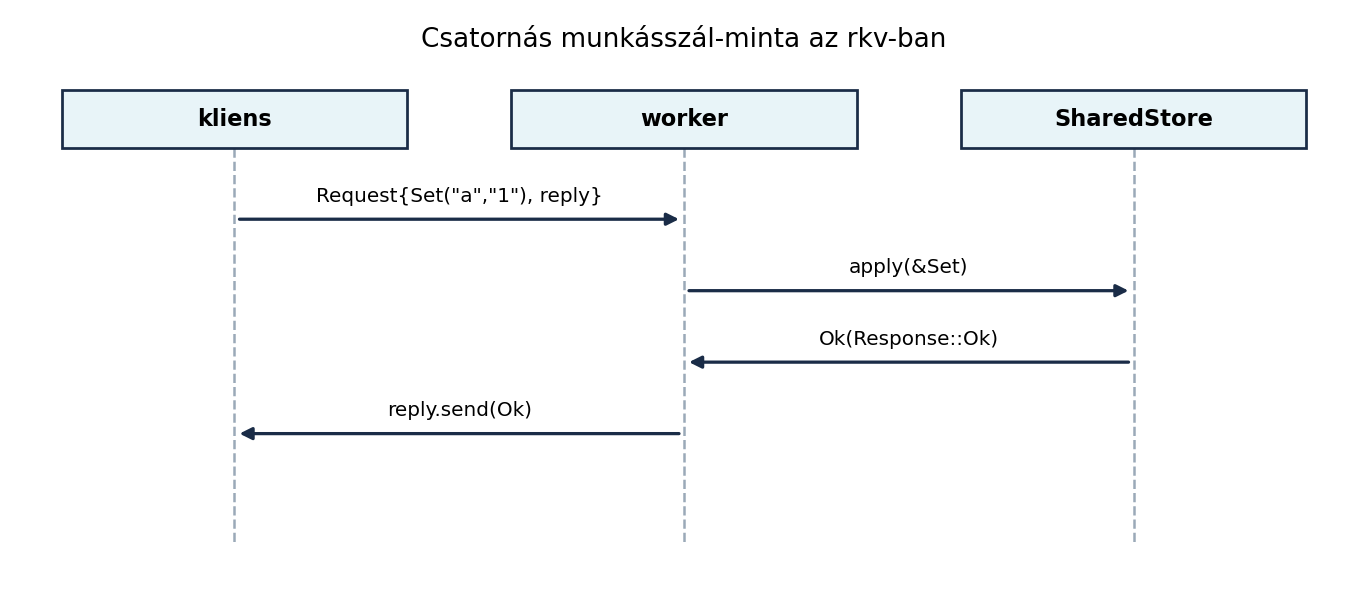 Csatornás munkásszál-minta az rkv-ban
kliens
worker
SharedStore
Request{Set("a","1"), reply}
apply(&Set)
Ok(Response::Ok)
reply.send(Ok)